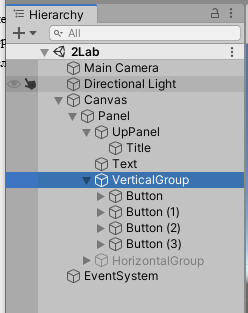 Hierarchy
All
2Lab
Main Camera
Directional Light
Canvas
Panel
UpPanel
Title
Text
VerticalGroup
Button
Button (1)
Button (2)
Button (3)
HorizontalGroup
EventSystem